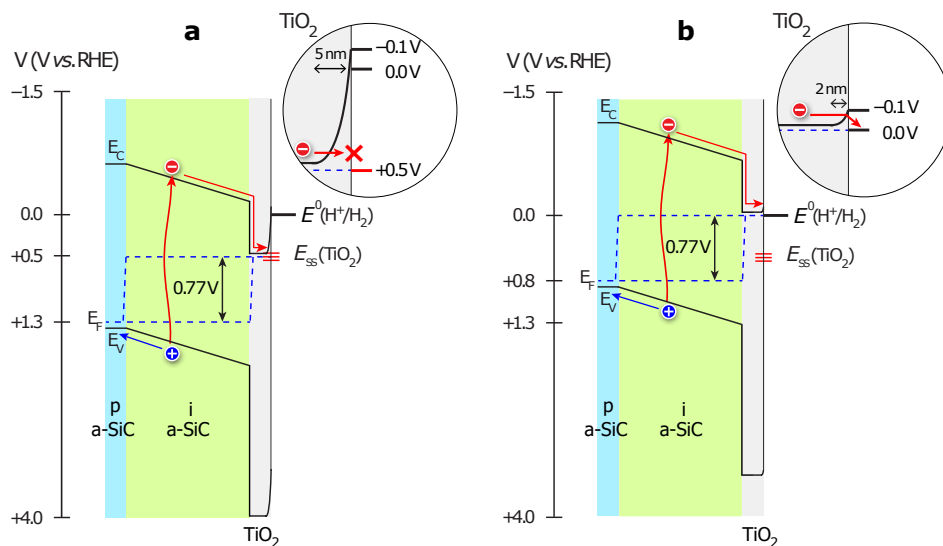 a
TiO2
V (V vs. RHE)
5 nm
−0.1 V
0.0 V
+0.5 V
−1.5
0.0
+0.5
+1.3
+4.0
EC
E0 (H+/H2)
ESS (TiO2)
0.77 V
EF
EV
p
a-SiC
i
a-SiC
TiO2
b
TiO2
V (V vs. RHE)
2 nm
−0.1 V
0.0 V
−1.5
0.0
+0.8
+1.3
+4.0
EC
E0 (H+/H2)
ESS (TiO2)
0.77 V
EF
EV
p
a-SiC
i
a-SiC
TiO2